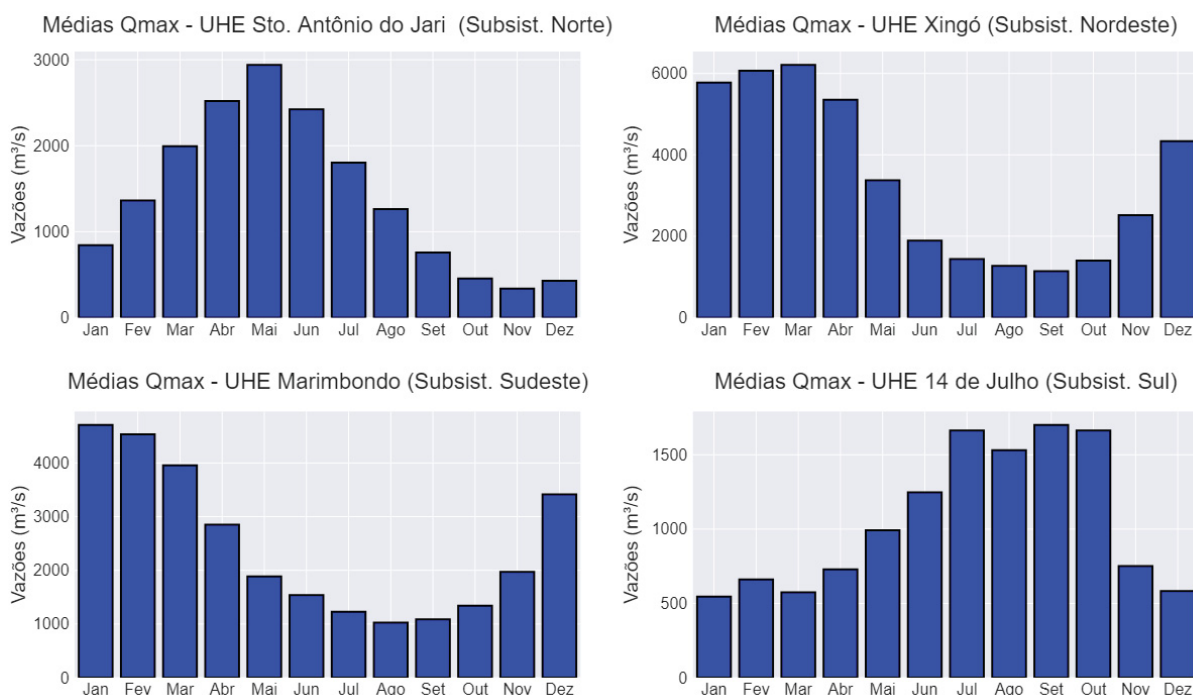 Médias Qmax - UHE Sto. Antônio do Jari (Subsist. Norte)
Vazões (m³/s)
3000
2000
1000
0
Jan Fev Mar Abr Mai Jun Jul Ago Set Out Nov Dez
Médias Qmax - UHE Xingó (Subsist. Nordeste)
Vazões (m³/s)
6000
4000
2000
0
Jan Fev Mar Abr Mai Jun Jul Ago Set Out Nov Dez
Médias Qmax - UHE Marimbondo (Subsist. Sudeste)
Vazões (m³/s)
4000
3000
2000
1000
0
Jan Fev Mar Abr Mai Jun Jul Ago Set Out Nov Dez
Médias Qmax - UHE 14 de Julho (Subsist. Sul)
Vazões (m³/s)
1500
1000
500
0
Jan Fev Mar Abr Mai Jun Jul Ago Set Out Nov Dez